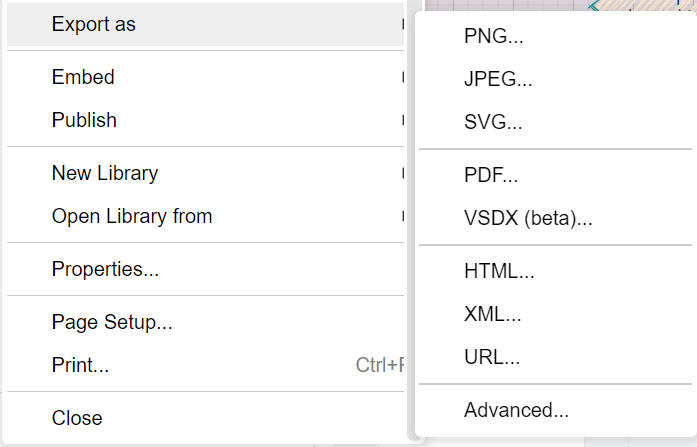 Export as
Embed
Publish
New Library
Open Library from
Properties...
Page Setup...
Print...
Close
PNG...
JPEG...
SVG...
PDF...
VSDX (beta)...
HTML...
XML...
URL...
Advanced...